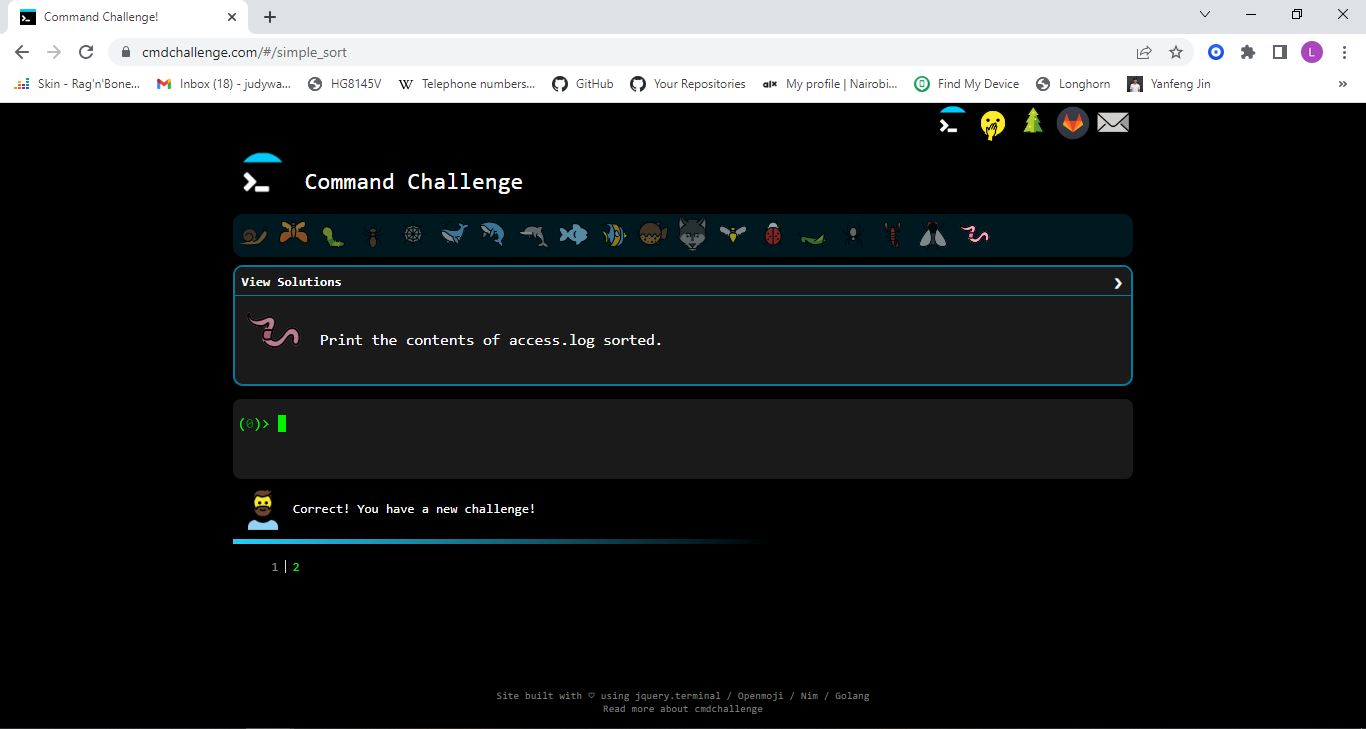 Command Challenge!
cmdchallenge.com/#/simple_sort
L
Skin - Rag'n'Bone...
Inbox (18) - judywa...
HG8145V
W Telephone numbers...
GitHub
Your Repositories
alx My profile | Nairobi...
Find My Device
Longhorn
Yanfeng Jin
»
>_ Command Challenge
View Solutions
Print the contents of access.log sorted.
(0)>
Correct! You have a new challenge!
1 | 2
Site built with ♡ using jquery.terminal / Openmoji / Nim / Golang
Read more about cmdchallenge